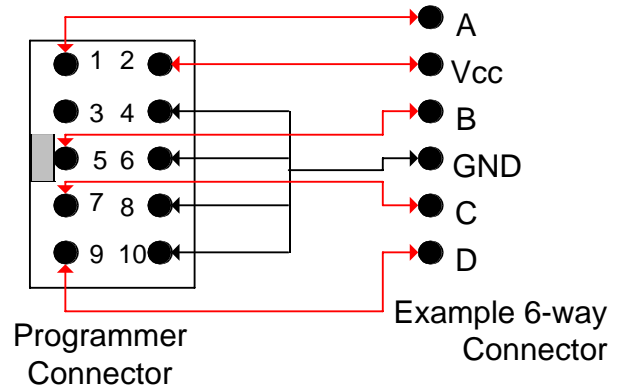 A
1 2
Vcc
3 4
B
5 6
GND
7 8
C
9 10
D
Programmer
Connector
Example 6-way
Connector